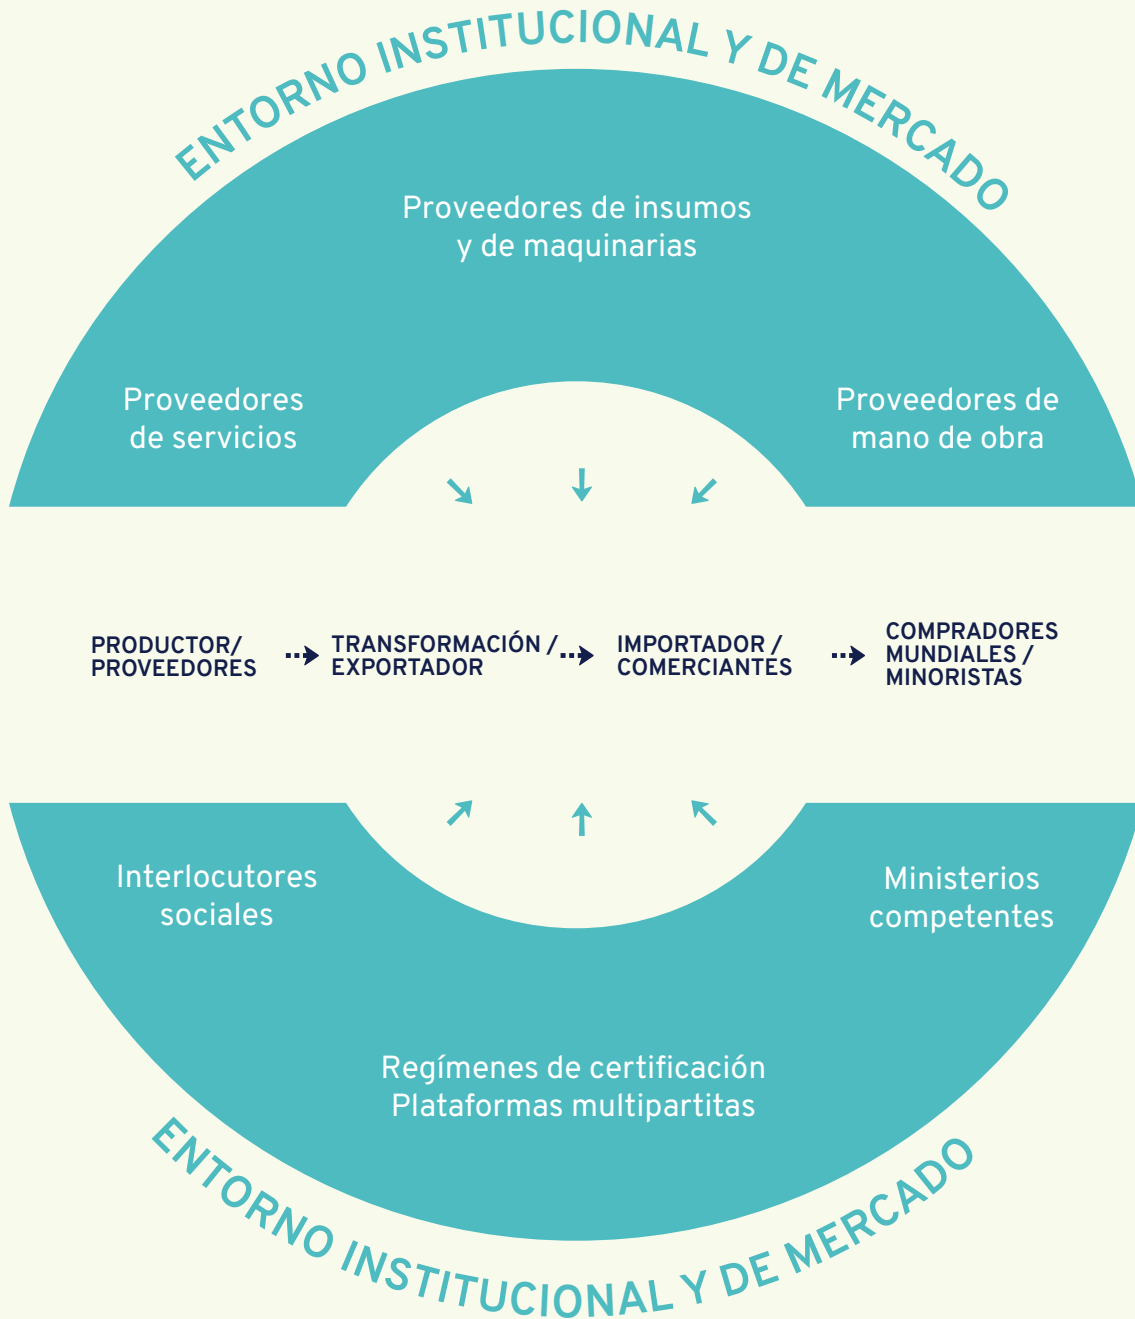 ENTORNO INSTITUCIONAL Y DE MERCADO
Proveedores de insumos
y de maquinarias
Proveedores
de servicios
Proveedores de
mano de obra
PRODUCTOR/
PROVEEDORES
TRANSFORMACIÓN /
EXPORTADOR
IMPORTADOR /
COMERCIANTES
COMPRADORES
MUNDIALES /
MINORISTAS
Interlocutores
sociales
Ministerios
competentes
Regímenes de certificación
Plataformas multipartitas
ENTORNO INSTITUCIONAL Y DE MERCADO